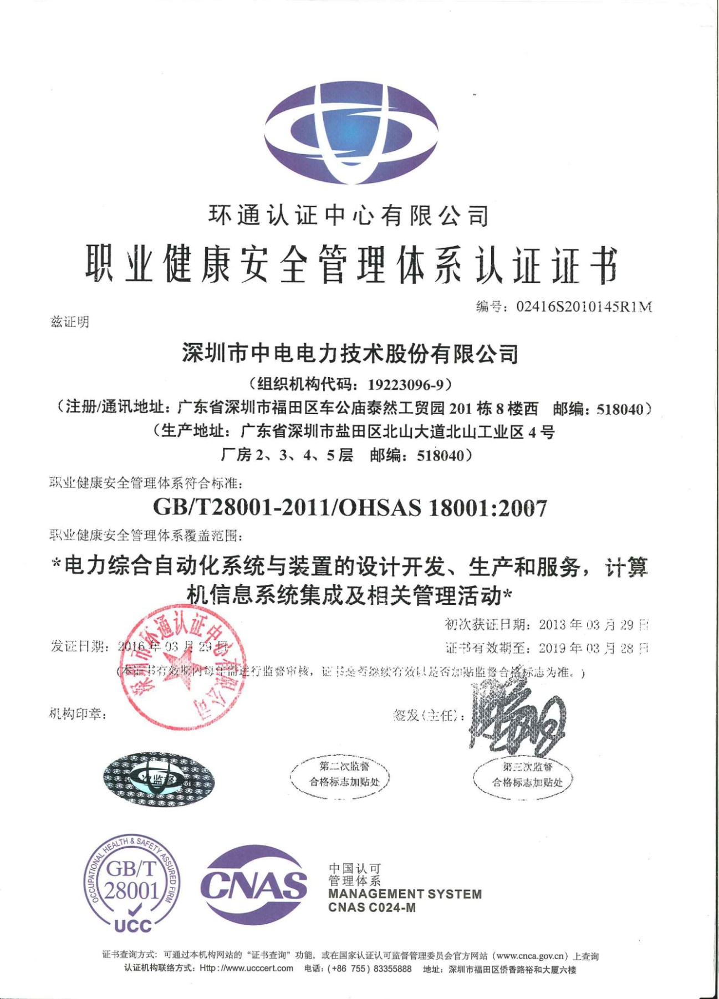 环通认证中心有限公司
职业健康安全管理体系认证证书
编号：02416S2010145R1M
兹证明
深圳市中电电力技术股份有限公司
（组织机构代码：19223096-9）
（注册/通讯地址：广东省深圳市福田区车公庙泰然工贸园 201 栋 8 楼西 邮编：518040）
（生产地址：广东省深圳市盐田区北山大道北山工业区 4 号
厂房 2、3、4、5 层 邮编：518040）
职业健康安全管理体系符合标准：
GB/T28001-2011/OHSAS 18001:2007
职业健康安全管理体系覆盖范围：
*电力综合自动化系统与装置的设计开发、生产和服务，计算
机信息系统集成及相关管理活动*
初次获证日期：2013 年 03 月 29 日
发证日期：2016 年 03 月 29 日
证书有效期至：2019 年 03 月 28 日
(本证书有效期内每年需进行监督审核，证书是否继续有效以是否加贴监督合格标志为准。)
深圳市环通认证中心有限公司
机构印章：
签发(主任)：
次监督
第二次监督
合格标志加贴处
第三次监督
合格标志加贴处
OCCUPATIONAL HEALTH & SAFETY ASSURED FIRM
GB/T
28001
UCC
CNAS
中国认可
管理体系
MANAGEMENT SYSTEM
CNAS C024-M
证书查询方式：可通过本机构网站的“证书查询”功能，或在国家认证认可监督管理委员会官方网站（www.cnca.gov.cn）上查询
认证机构联络方式：Http://www.ucccert.com 电话：(+86 755) 83355888 地址：深圳市福田区侨香路裕和大厦六楼